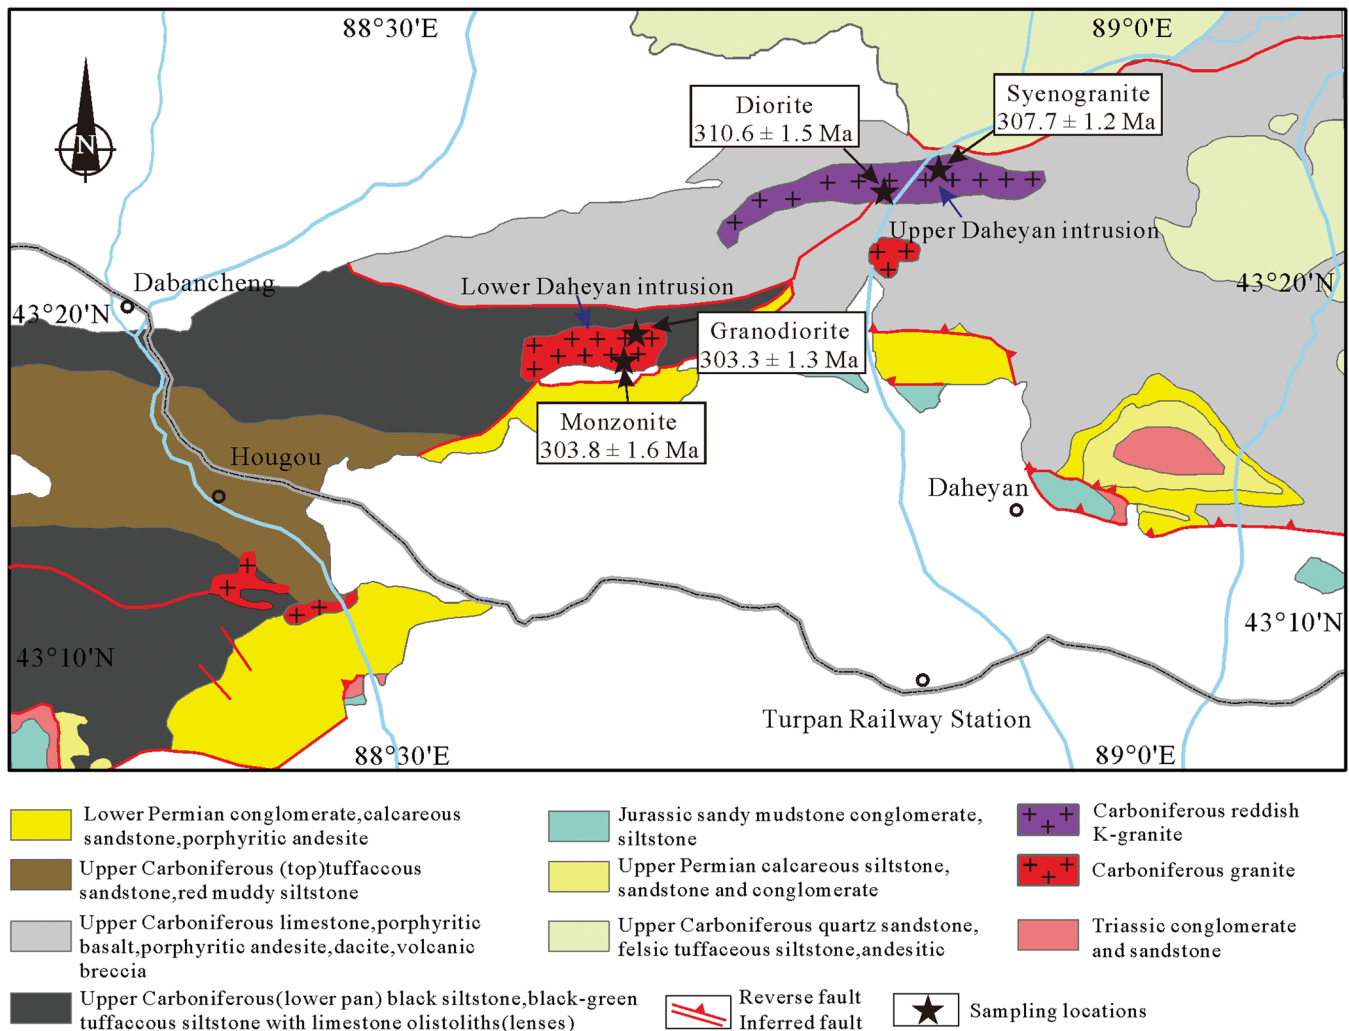 88°30'E
89°0'E
N
Diorite
310.6 ± 1.5 Ma
Syenogranite
307.7 ± 1.2 Ma
Upper Daheyan intrusion
Dabancheng
43°20'N
Lower Daheyan intrusion
43°20'N
Granodiorite
303.3 ± 1.3 Ma
Monzonite
303.8 ± 1.6 Ma
Hougou
Daheyan
43°10'N
43°10'N
Turpan Railway Station
88°30'E
89°0'E
Lower Permian conglomerate,calcareous
sandstone,porphyritic andesite
Upper Carboniferous (top)tuffaccous
sandstone,red muddy siltstone
Upper Carboniferous limestone,porphyritic
basalt,porphyritic andesite,dacite,volcanic
breccia
Upper Carboniferous(lower pan) black siltstone,black-green
tuffaccous siltstone with limestone olistoliths(lenses)
Jurassic sandy mudstone conglomerate,
siltstone
Upper Permian calcareous siltstone,
sandstone and conglomerate
Upper Carboniferous quartz sandstone,
felsic tuffaceous siltstone,andesitic
Reverse fault
Inferred fault
Carboniferous reddish
K-granite
Carboniferous granite
Triassic conglomerate
and sandstone
Sampling locations